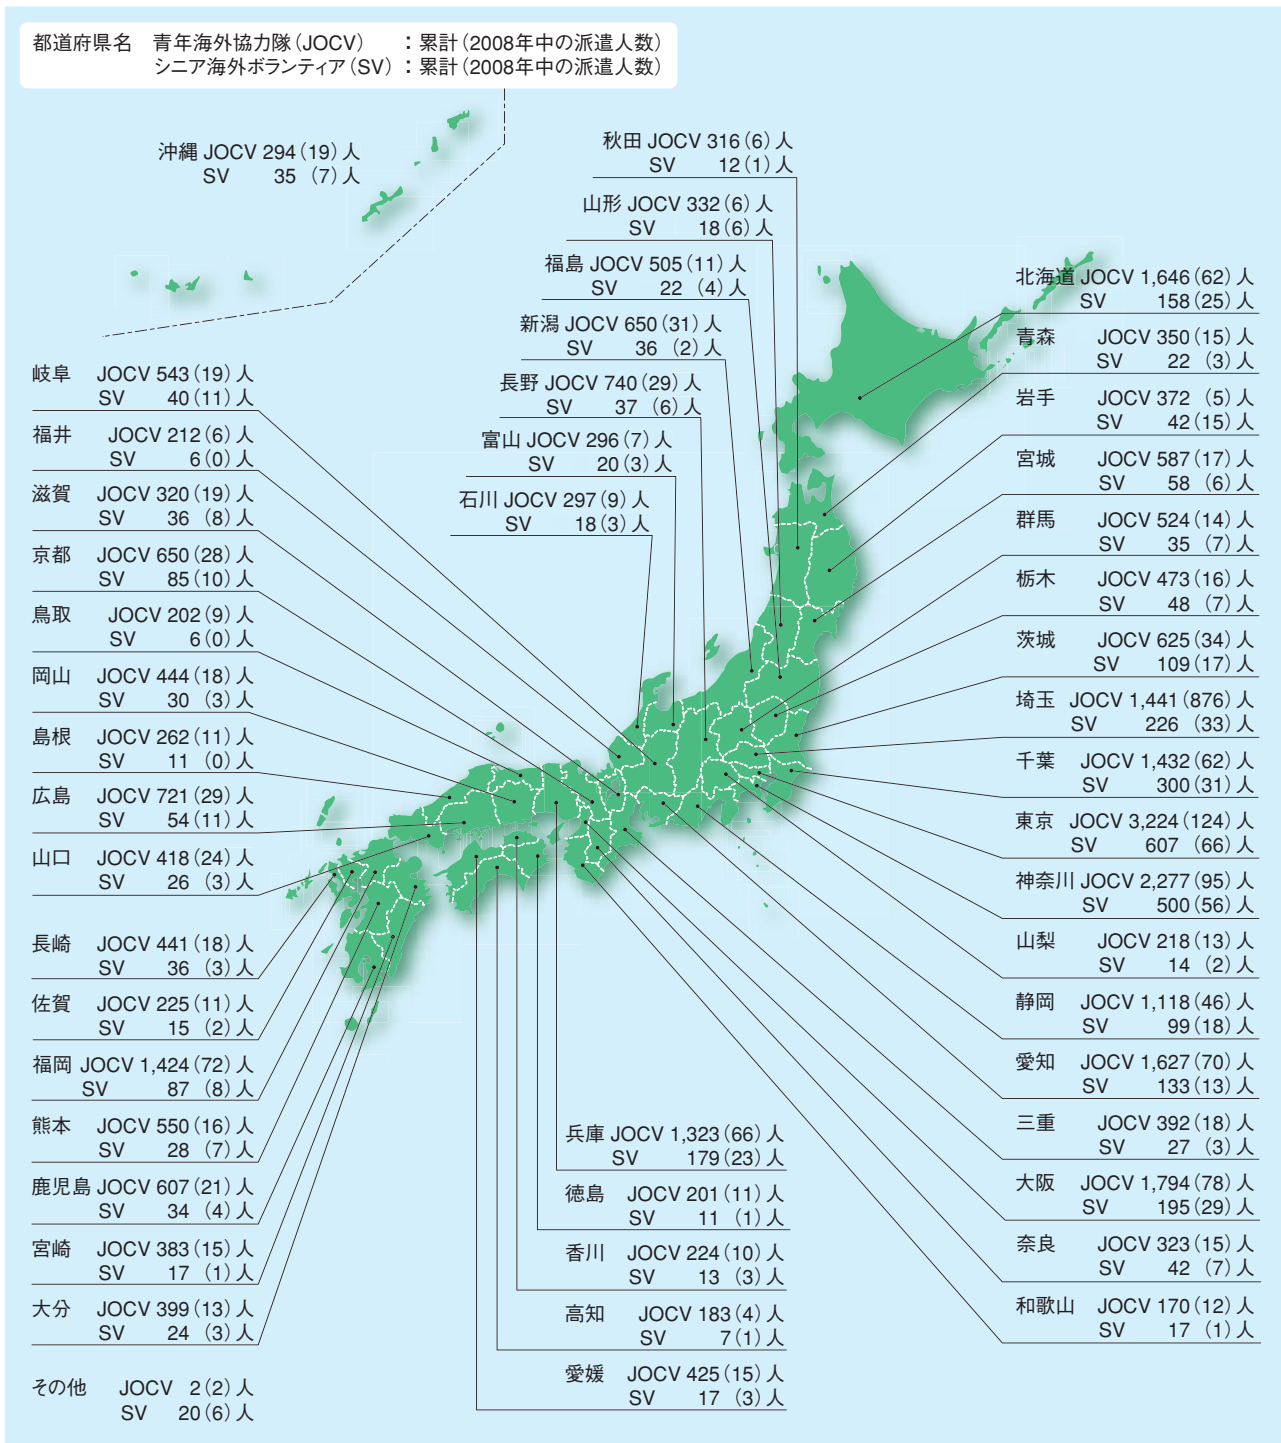 都道府県名　青年海外協力隊（JOCV）　：累計（2008年中の派遣人数）
シニア海外ボランティア（SV）：累計（2008年中の派遣人数）
沖縄 JOCV 294（19）人
SV 35（7）人
秋田 JOCV 316（6）人
SV 12（1）人
山形 JOCV 332（6）人
SV 18（6）人
福島 JOCV 505（11）人
SV 22（4）人
新潟 JOCV 650（31）人
SV 36（2）人
長野 JOCV 740（29）人
SV 37（6）人
富山 JOCV 296（7）人
SV 20（3）人
石川 JOCV 297（9）人
SV 18（3）人
岐阜 JOCV 543（19）人
SV 40（11）人
福井 JOCV 212（6）人
SV 6（0）人
滋賀 JOCV 320（19）人
SV 36（8）人
京都 JOCV 650（28）人
SV 85（10）人
鳥取 JOCV 202（9）人
SV 6（0）人
岡山 JOCV 444（18）人
SV 30（3）人
島根 JOCV 262（11）人
SV 11（0）人
広島 JOCV 721（29）人
SV 54（11）人
山口 JOCV 418（24）人
SV 26（3）人
長崎 JOCV 441（18）人
SV 36（3）人
佐賀 JOCV 225（11）人
SV 15（2）人
福岡 JOCV 1,424（72）人
SV 87（8）人
熊本 JOCV 550（16）人
SV 28（7）人
鹿児島 JOCV 607（21）人
SV 34（4）人
宮崎 JOCV 383（15）人
SV 17（1）人
大分 JOCV 399（13）人
SV 24（3）人
その他 JOCV 2（2）人
SV 20（6）人
兵庫 JOCV 1,323（66）人
SV 179（23）人
徳島 JOCV 201（11）人
SV 11（1）人
香川 JOCV 224（10）人
SV 13（3）人
高知 JOCV 183（4）人
SV 7（1）人
愛媛 JOCV 425（15）人
SV 17（3）人
北海道 JOCV 1,646（62）人
SV 158（25）人
青森 JOCV 350（15）人
SV 22（3）人
岩手 JOCV 372（5）人
SV 42（15）人
宮城 JOCV 587（17）人
SV 58（6）人
群馬 JOCV 524（14）人
SV 35（7）人
栃木 JOCV 473（16）人
SV 48（7）人
茨城 JOCV 625（34）人
SV 109（17）人
埼玉 JOCV 1,441（876）人
SV 226（33）人
千葉 JOCV 1,432（62）人
SV 300（31）人
東京 JOCV 3,224（124）人
SV 607（66）人
神奈川 JOCV 2,277（95）人
SV 500（56）人
山梨 JOCV 218（13）人
SV 14（2）人
静岡 JOCV 1,118（46）人
SV 99（18）人
愛知 JOCV 1,627（70）人
SV 133（13）人
三重 JOCV 392（18）人
SV 27（3）人
大阪 JOCV 1,794（78）人
SV 195（29）人
奈良 JOCV 323（15）人
SV 42（7）人
和歌山 JOCV 170（12）人
SV 17（1）人